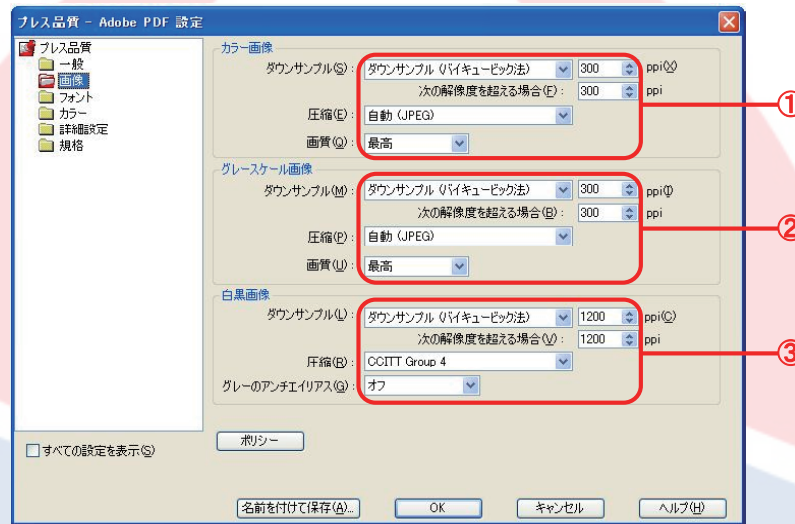 プレス品質 - Adobe PDF 設定
プレス品質
一般
画像
フォント
カラー
詳細設定
規格
すべての設定を表示(S)
カラー画像
ダウンサンプル(S): ダウンサンプル (バイキュービック法) 300 ppi(X)
次の解像度を超える場合(F): 300 ppi
圧縮(E): 自動 (JPEG)
画質(Q): 最高
①
グレースケール画像
ダウンサンプル(M): ダウンサンプル (バイキュービック法) 300 ppi(I)
次の解像度を超える場合(B): 300 ppi
圧縮(P): 自動 (JPEG)
画質(U): 最高
②
白黒画像
ダウンサンプル(L): ダウンサンプル (バイキュービック法) 1200 ppi(C)
次の解像度を超える場合(V): 1200 ppi
圧縮(R): CCITT Group 4
グレーのアンチエイリアス(G): オフ
③
ポリシー
名前を付けて保存(A)... OK キャンセル ヘルプ(H)